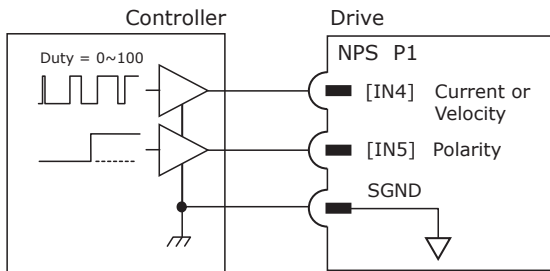 Controller
Drive
Duty = 0~100
NPS P1
[IN4] Current or
Velocity
[IN5] Polarity
SGND